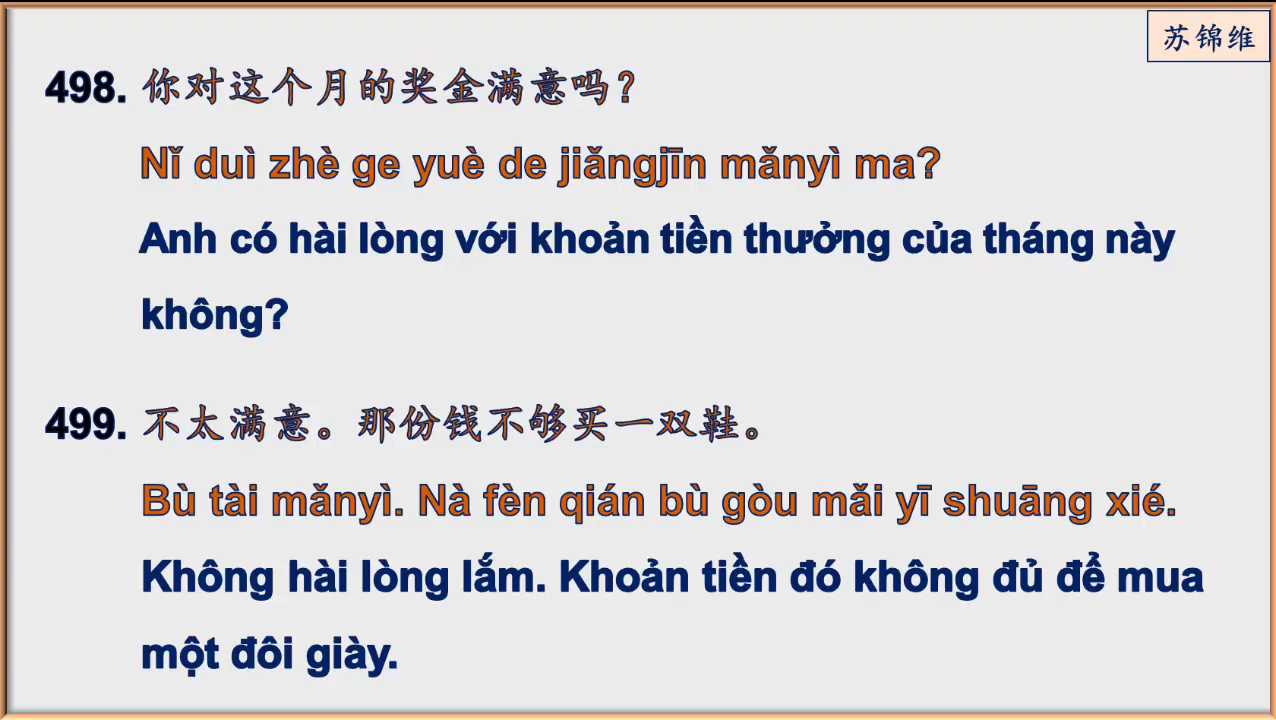 苏锦维
498. 你对这个月的奖金满意吗？
Nǐ duì zhè ge yuè de jiǎngjīn mǎnyì ma?
Anh có hài lòng với khoản tiền thưởng của tháng này
không?
499. 不太满意。那份钱不够买一双鞋。
Bù tài mǎnyì. Nà fèn qián bù gòu mǎi yī shuāng xié.
Không hài lòng lắm. Khoản tiền đó không đủ để mua
một đôi giày.